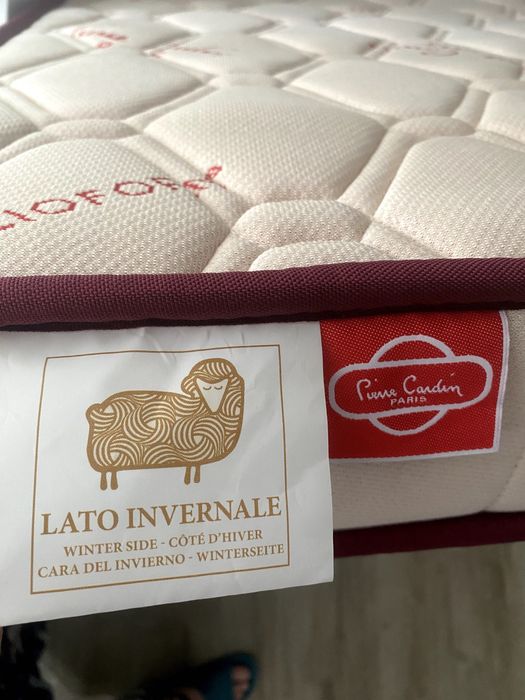 LATO INVERNALE
WINTER SIDE - CÔTÉ D'HIVER
CARA DEL INVIERNO - WINTERSEITE
Pierre Cardin
PARIS